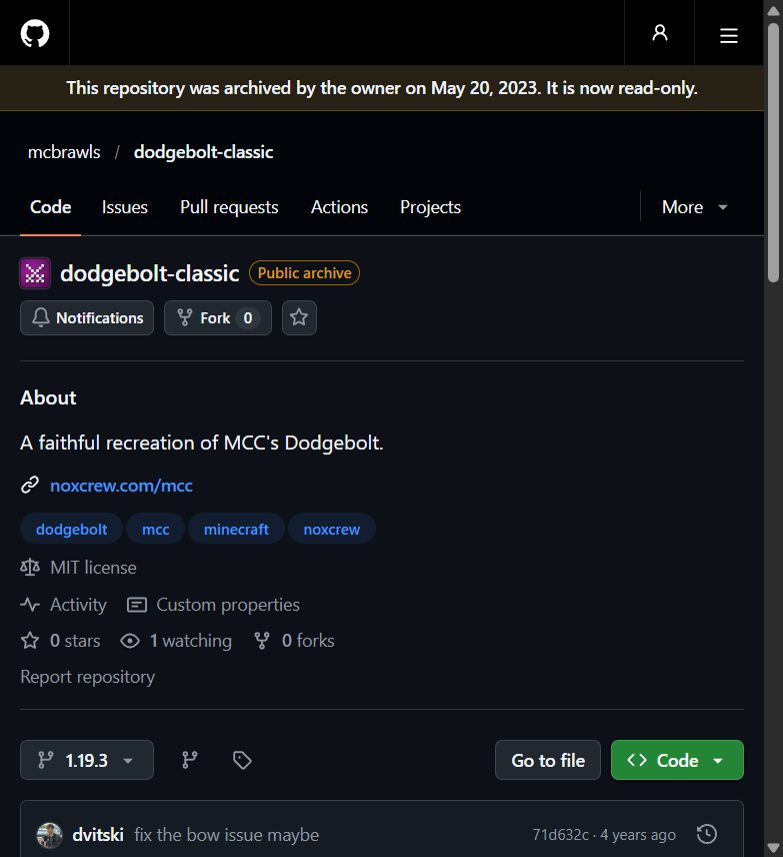 This repository was archived by the owner on May 20, 2023. It is now read-only.
mcbrawls / dodgebolt-classic
Code Issues Pull requests Actions Projects More
dodgebolt-classic Public archive
Notifications Fork 0
About
A faithful recreation of MCC's Dodgebolt.
noxcrew.com/mcc
dodgebolt mcc minecraft noxcrew
MIT license
Activity Custom properties
0 stars 1 watching 0 forks
Report repository
1.19.3 Go to file Code
dvitski fix the bow issue maybe 71d632c · 4 years ago